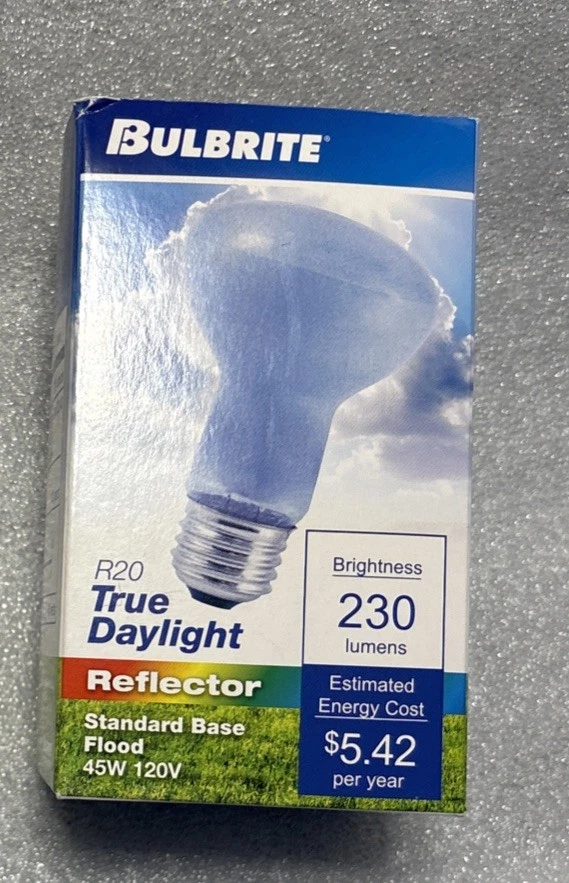 BULBRITE®
R20
True
Daylight
Reflector
Standard Base
Flood
45W 120V
Brightness
230
lumens
Estimated
Energy Cost
$5.42
per year